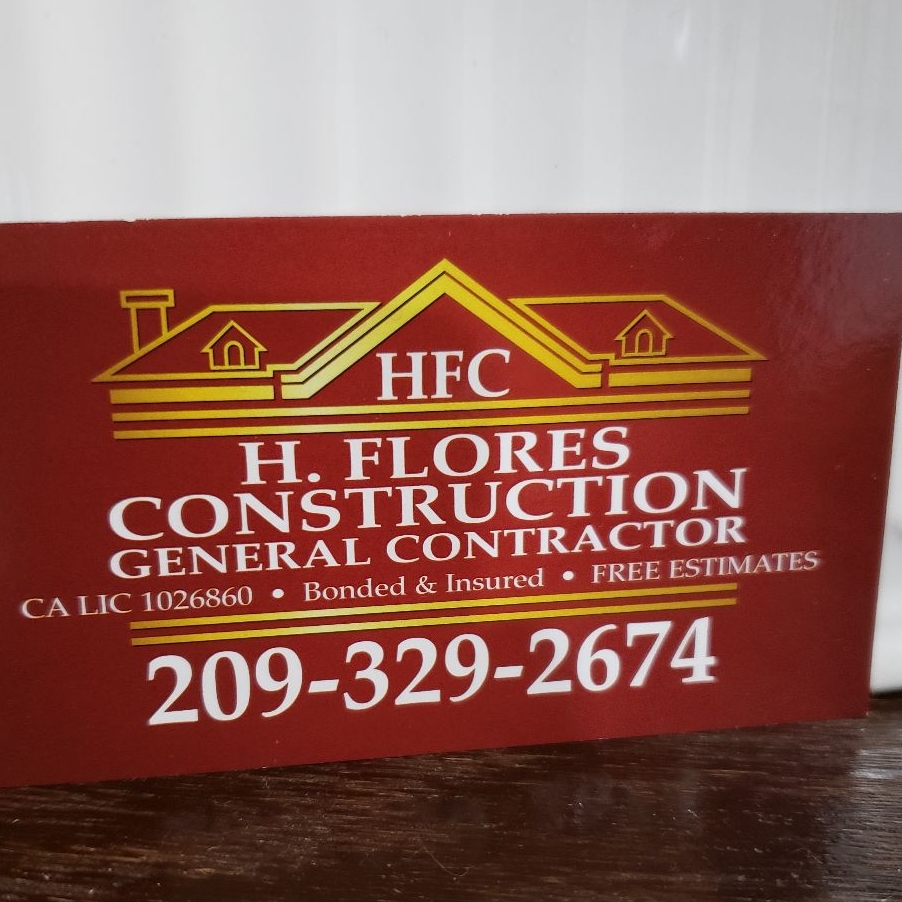 HFC
H. FLORES
CONSTRUCTION
GENERAL CONTRACTOR
CA LIC 1026860 • Bonded & Insured • FREE ESTIMATES
209-329-2674